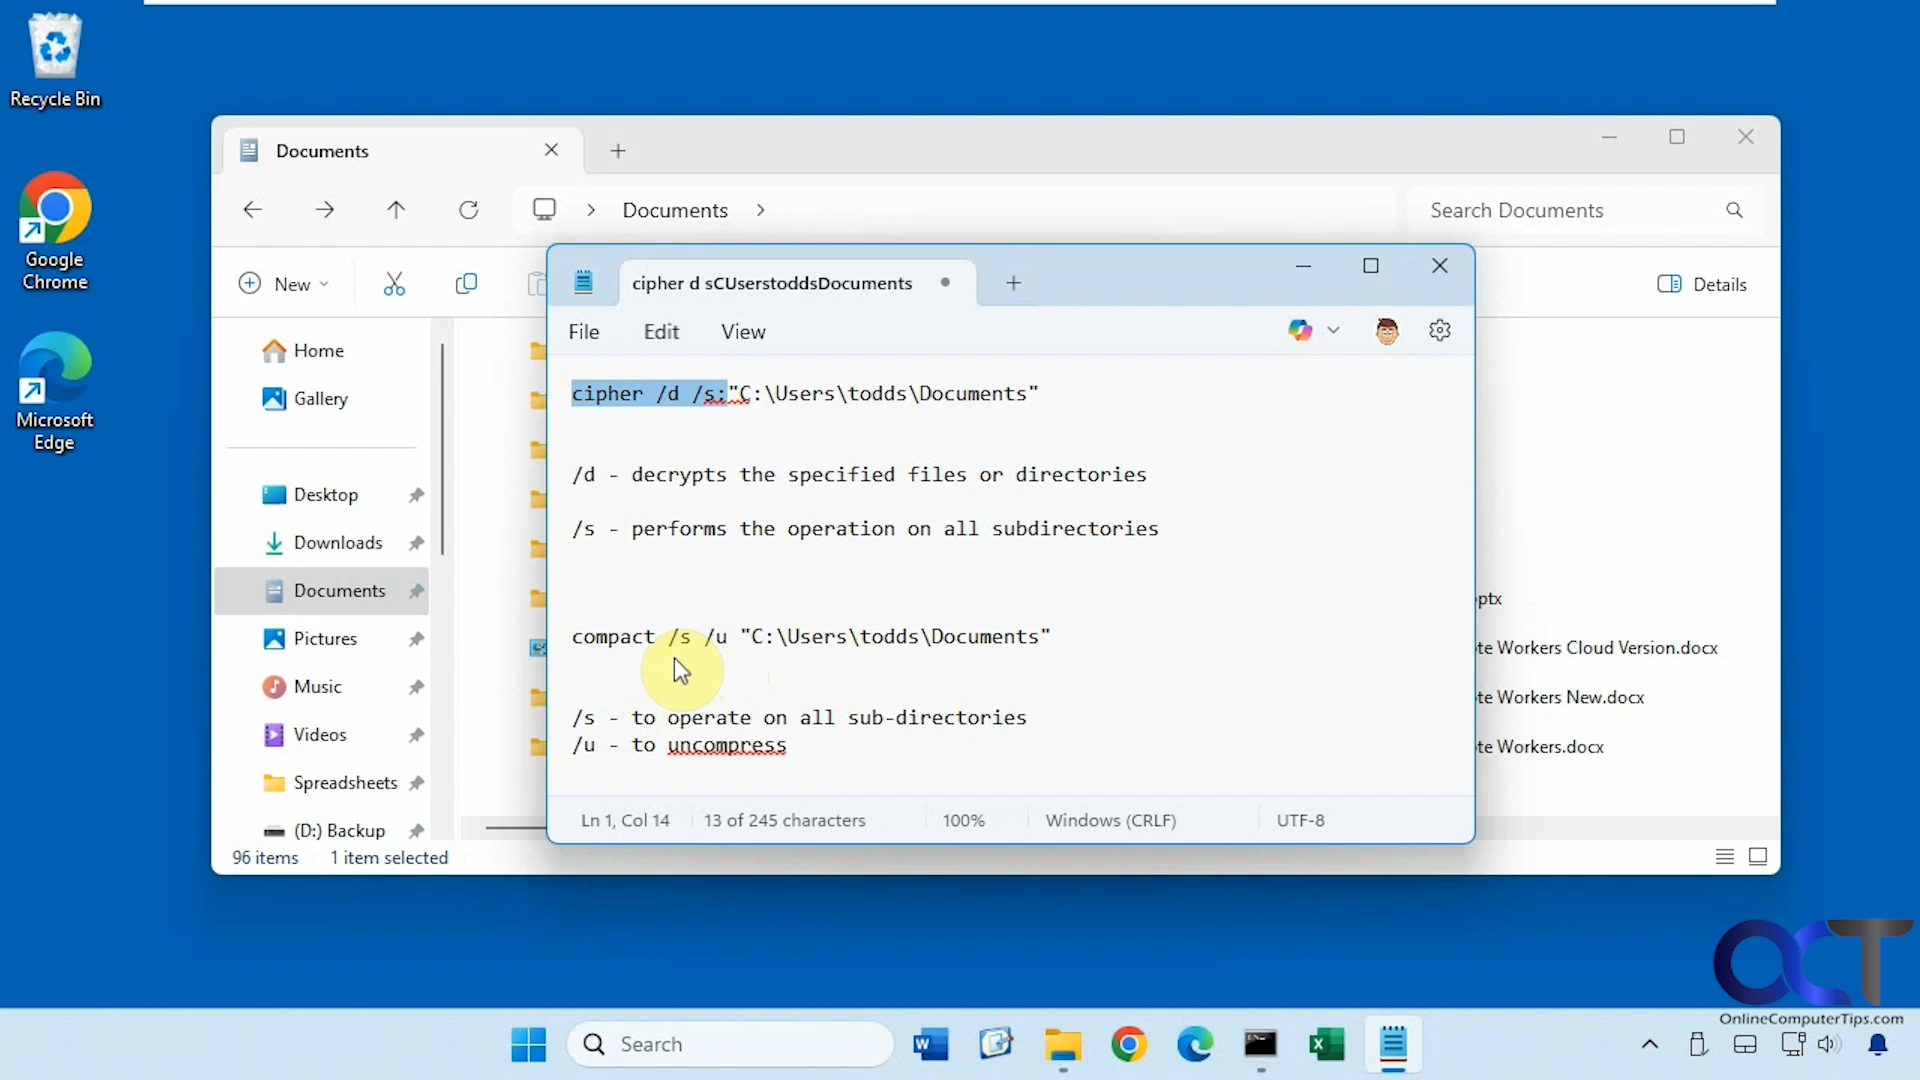 Recycle Bin
Google
Chrome
Microsoft
Edge
Documents
Documents
Search Documents
New
Details
Home
Gallery
Desktop
Downloads
Documents
Pictures
Music
Videos
Spreadsheets
(D:) Backup
96 items
1 item selected
cipher d sCUserstoddsDocuments
File
Edit
View
cipher /d /s:"C:\Users\todds\Documents"
/d - decrypts the specified files or directories
/s - performs the operation on all subdirectories
compact /s /u "C:\Users\todds\Documents"
/s - to operate on all sub-directories
/u - to uncompress
Ln 1, Col 14
13 of 245 characters
100%
Windows (CRLF)
UTF-8
ptx
te Workers Cloud Version.docx
te Workers New.docx
te Workers.docx
OCT
OnlineComputerTips.com
Search